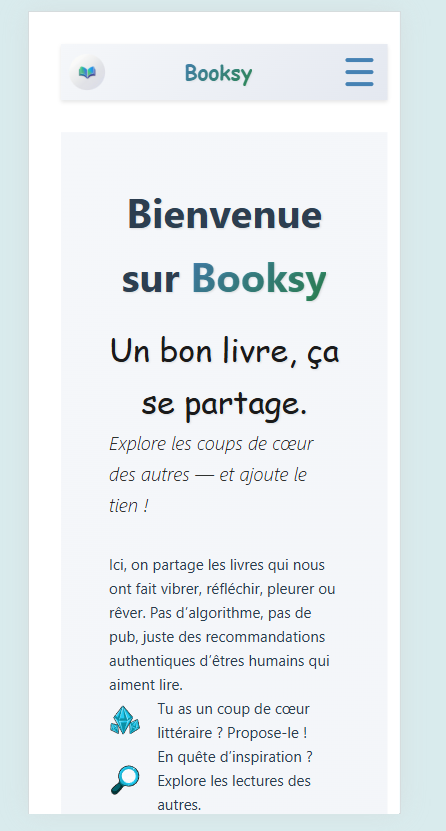 Booksy
Bienvenue
sur Booksy
Un bon livre, ça
se partage.
Explore les coups de cœur
des autres — et ajoute le
tien !
Ici, on partage les livres qui nous
ont fait vibrer, réfléchir, pleurer ou
rêver. Pas d’algorithme, pas de
pub, juste des recommandations
authentiques d’êtres humains qui
aiment lire.
Tu as un coup de cœur
littéraire ? Propose-le !
En quête d’inspiration ?
Explore les lectures des
autres.